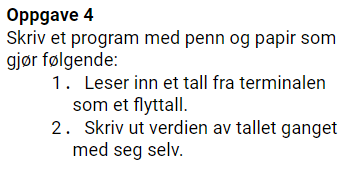 Oppgave 4
Skriv et program med penn og papir som
gjør følgende:
1. Leser inn et tall fra terminalen
som et flyttall.
2. Skriv ut verdien av tallet ganget
med seg selv.